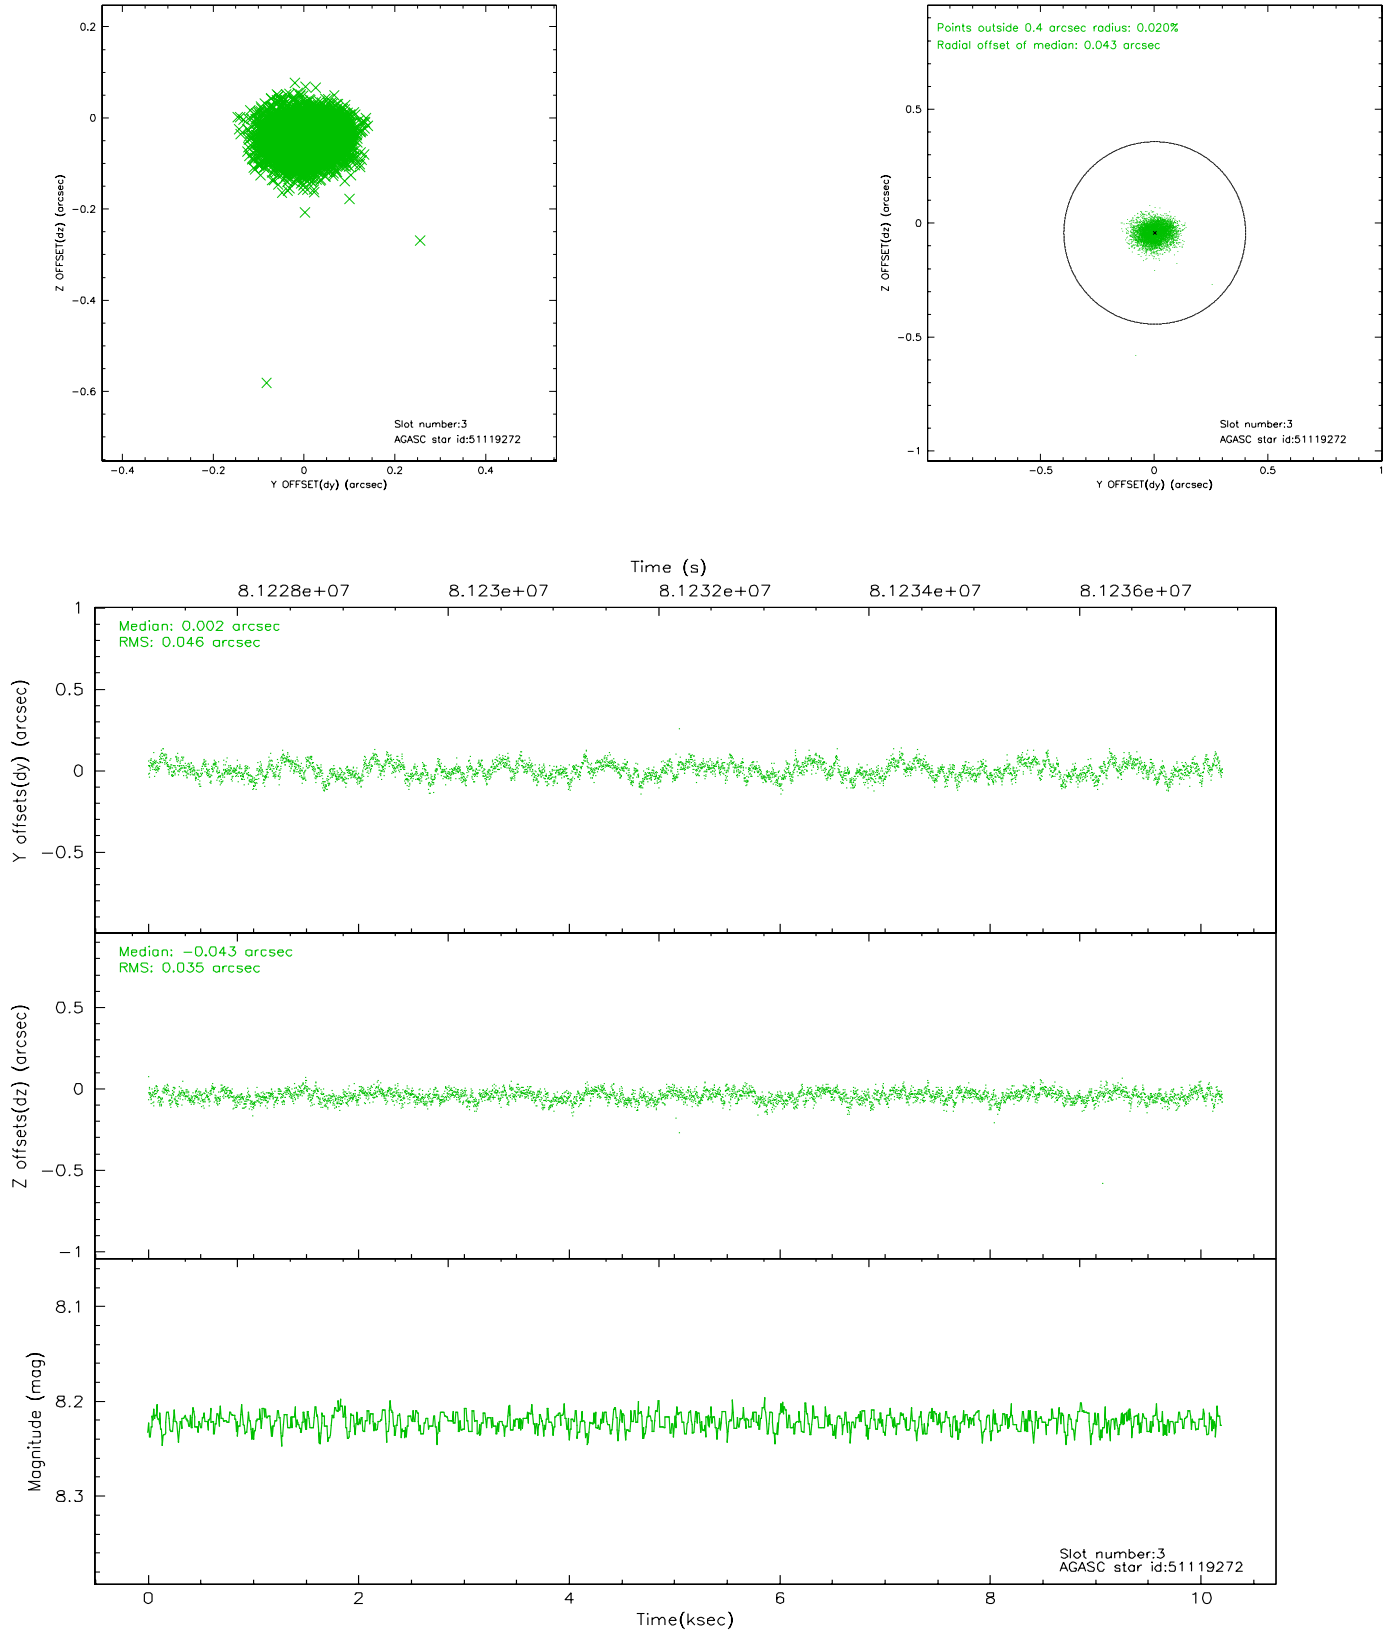 0.2
0
-0.2
-0.4
-0.6
Z OFFSET(dz) (arcsec)
Slot number:3
AGASC star id:51119272
-0.4
-0.2
0
0.2
0.4
Y OFFSET(dy) (arcsec)
Points outside 0.4 arcsec radius: 0.020%
Radial offset of median: 0.043 arcsec
0.5
0
-0.5
-1
Z OFFSET(dz) (arcsec)
Slot number:3
AGASC star id:51119272
-0.5
0
0.5
1
Y OFFSET(dy) (arcsec)
Time (s)
8.1228e+07
8.123e+07
8.1232e+07
8.1234e+07
8.1236e+07
Median: 0.002 arcsec
RMS: 0.046 arcsec
1
0.5
0
-0.5
Y offsets(dy) (arcsec)
Median: -0.043 arcsec
RMS: 0.035 arcsec
0.5
0
-0.5
-1
Z offsets(dz) (arcsec)
8.1
8.2
8.3
Magnitude (mag)
Slot number:3
AGASC star id:51119272
0
2
4
6
8
10
Time(ksec)